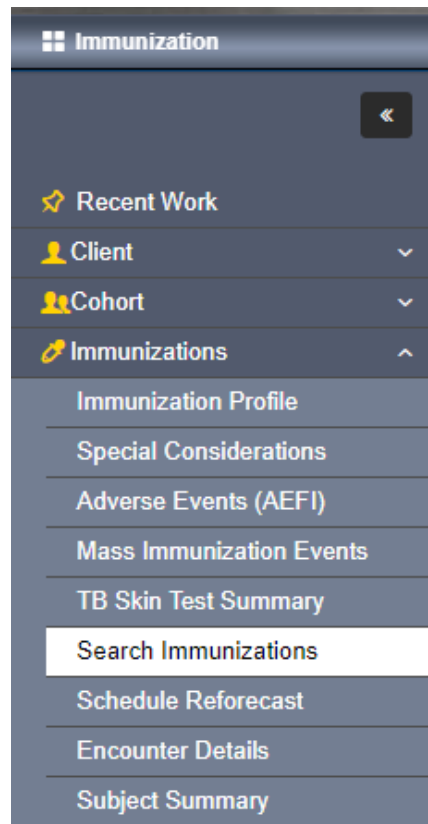 Immunization
«
Recent Work
Client
Cohort
Immunizations
Immunization Profile
Special Considerations
Adverse Events (AEFI)
Mass Immunization Events
TB Skin Test Summary
Search Immunizations
Schedule Reforecast
Encounter Details
Subject Summary